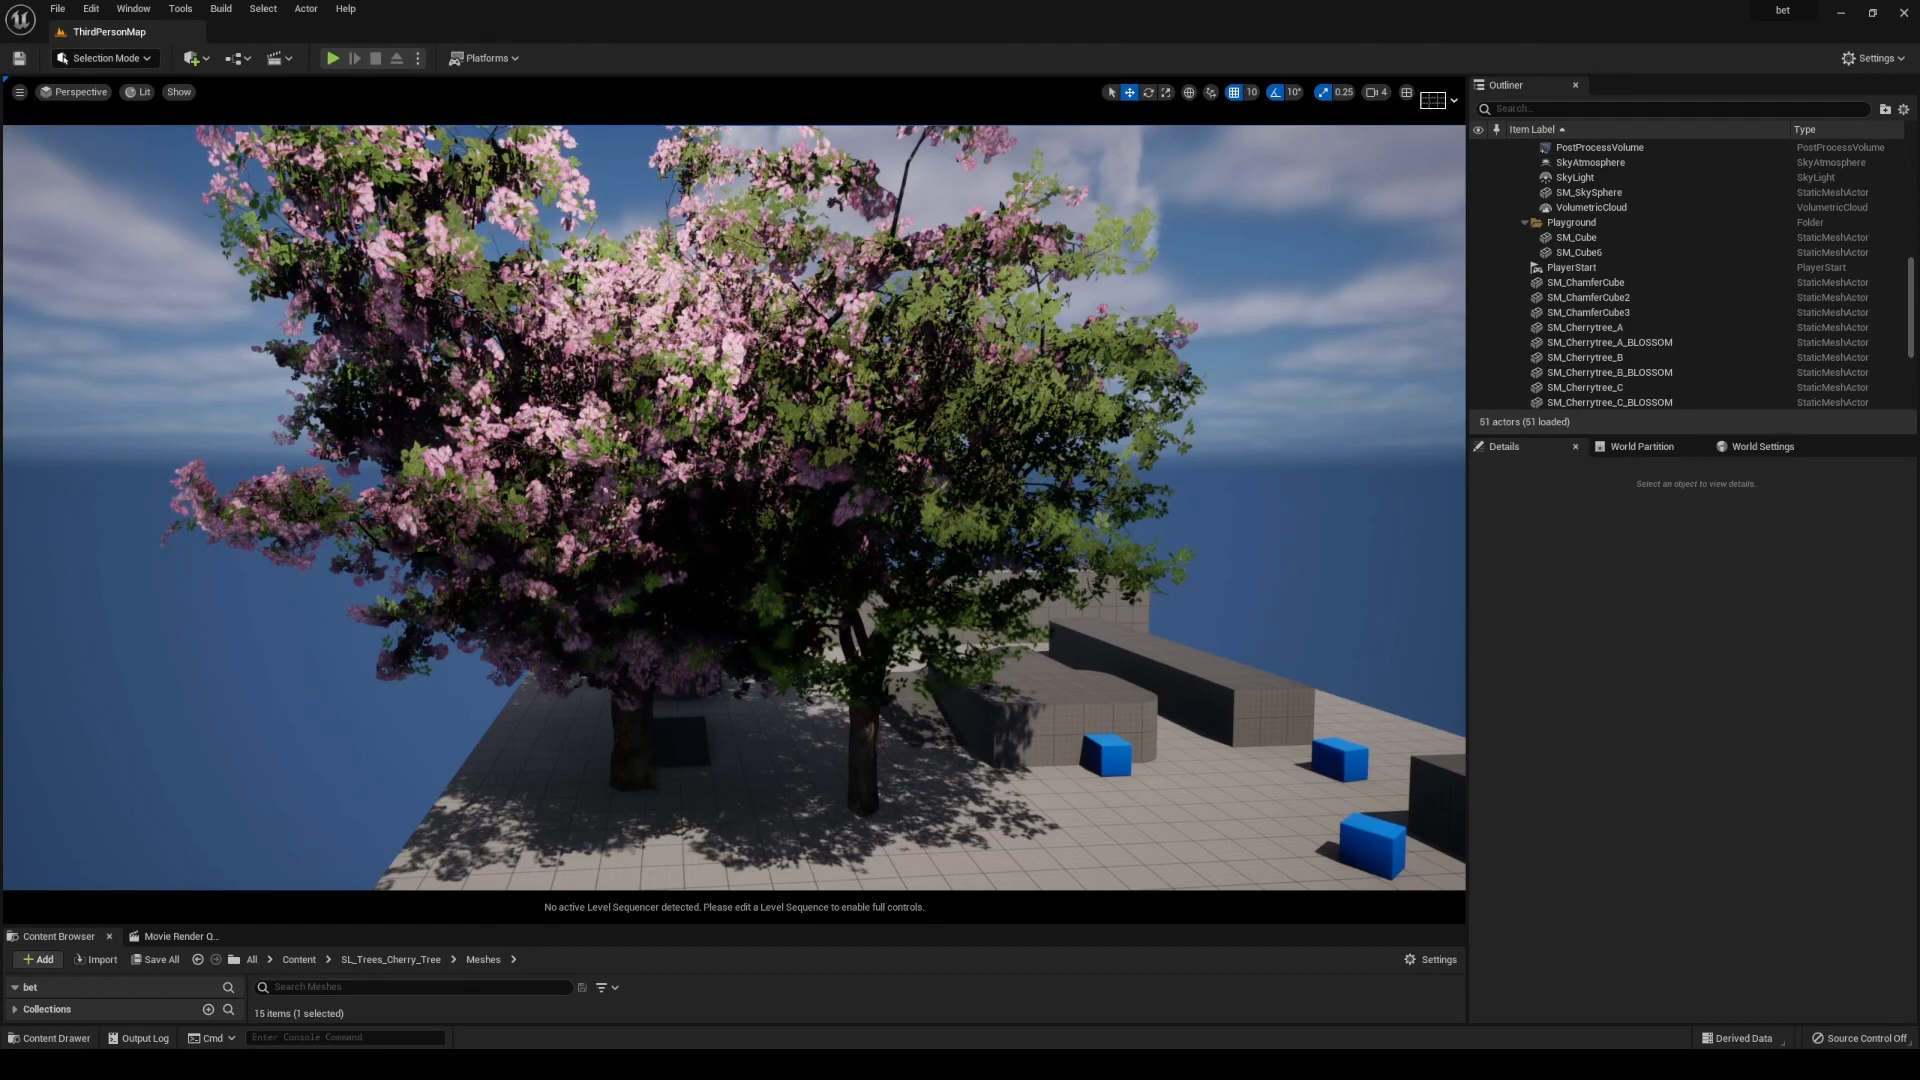 File Edit Window Tools Build Select Actor Help
bet
ThirdPersonMap
Selection Mode
Platforms
Settings
Perspective Lit Show
10 10° 0.25 4
Outliner
Search...
Item Label Type
PostProcessVolume PostProcessVolume
SkyAtmosphere SkyAtmosphere
SkyLight SkyLight
SM_SkySphere StaticMeshActor
VolumetricCloud VolumetricCloud
Playground Folder
SM_Cube StaticMeshActor
SM_Cube6 StaticMeshActor
PlayerStart PlayerStart
SM_ChamferCube StaticMeshActor
SM_ChamferCube2 StaticMeshActor
SM_ChamferCube3 StaticMeshActor
SM_Cherrytree_A StaticMeshActor
SM_Cherrytree_A_BLOSSOM StaticMeshActor
SM_Cherrytree_B StaticMeshActor
SM_Cherrytree_B_BLOSSOM StaticMeshActor
SM_Cherrytree_C StaticMeshActor
SM_Cherrytree_C_BLOSSOM StaticMeshActor
51 actors (51 loaded)
Details World Partition World Settings
Select an object to view details.
No active Level Sequencer detected. Please edit a Level Sequence to enable full controls.
Content Browser Movie Render Q...
Add Import Save All All Content SL_Trees_Cherry_Tree Meshes Settings
bet Search Meshes
Collections 15 items (1 selected)
Content Drawer Output Log Cmd Enter Console Command Derived Data Source Control Off